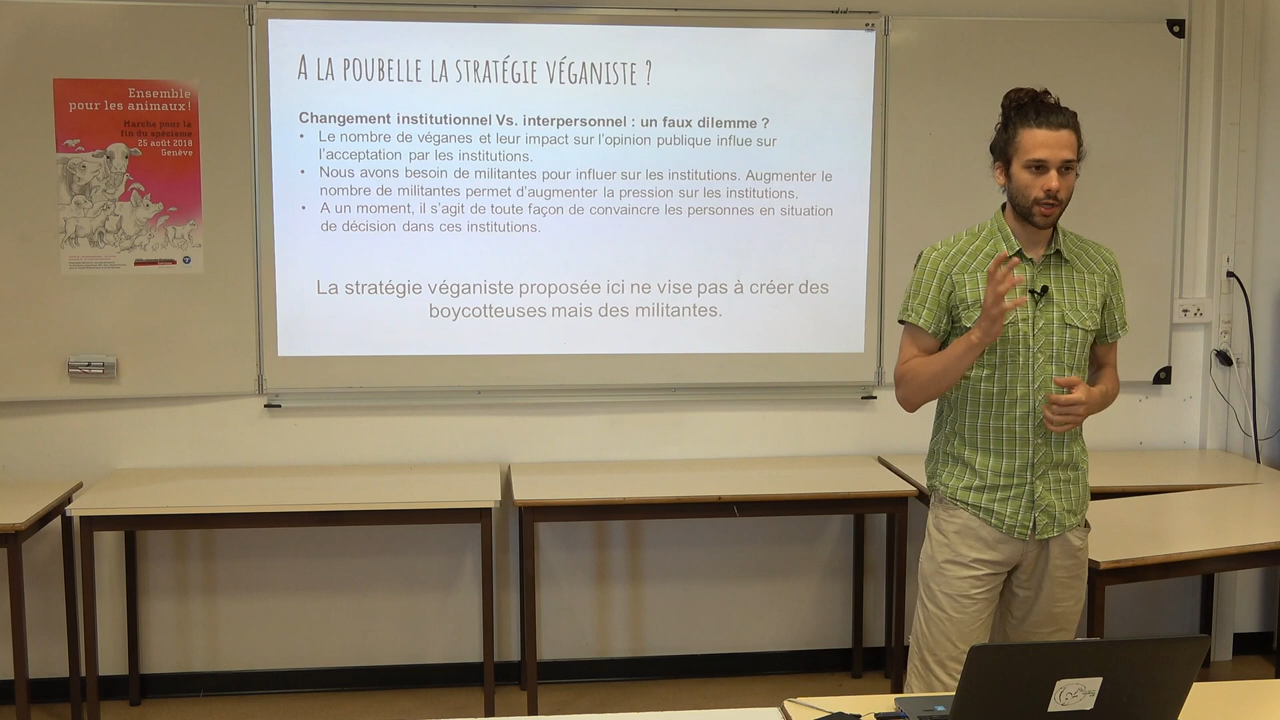 Ensemble
pour les animaux!
Marche pour la
fin du spécisme
25 août 2018
Genève
A LA POUBELLE LA STRATÉGIE VÉGANISTE ?
Changement institutionnel Vs. interpersonnel : un faux dilemme ?
• Le nombre de véganes et leur impact sur l'opinion publique influe sur
l'acceptation par les institutions.
• Nous avons besoin de militantes pour influer sur les institutions. Augmenter le
nombre de militantes permet d'augmenter la pression sur les institutions.
• A un moment, il s'agit de toute façon de convaincre les personnes en situation
de décision dans ces institutions.
La stratégie véganiste proposée ici ne vise pas à créer des
boycotteuses mais des militantes.